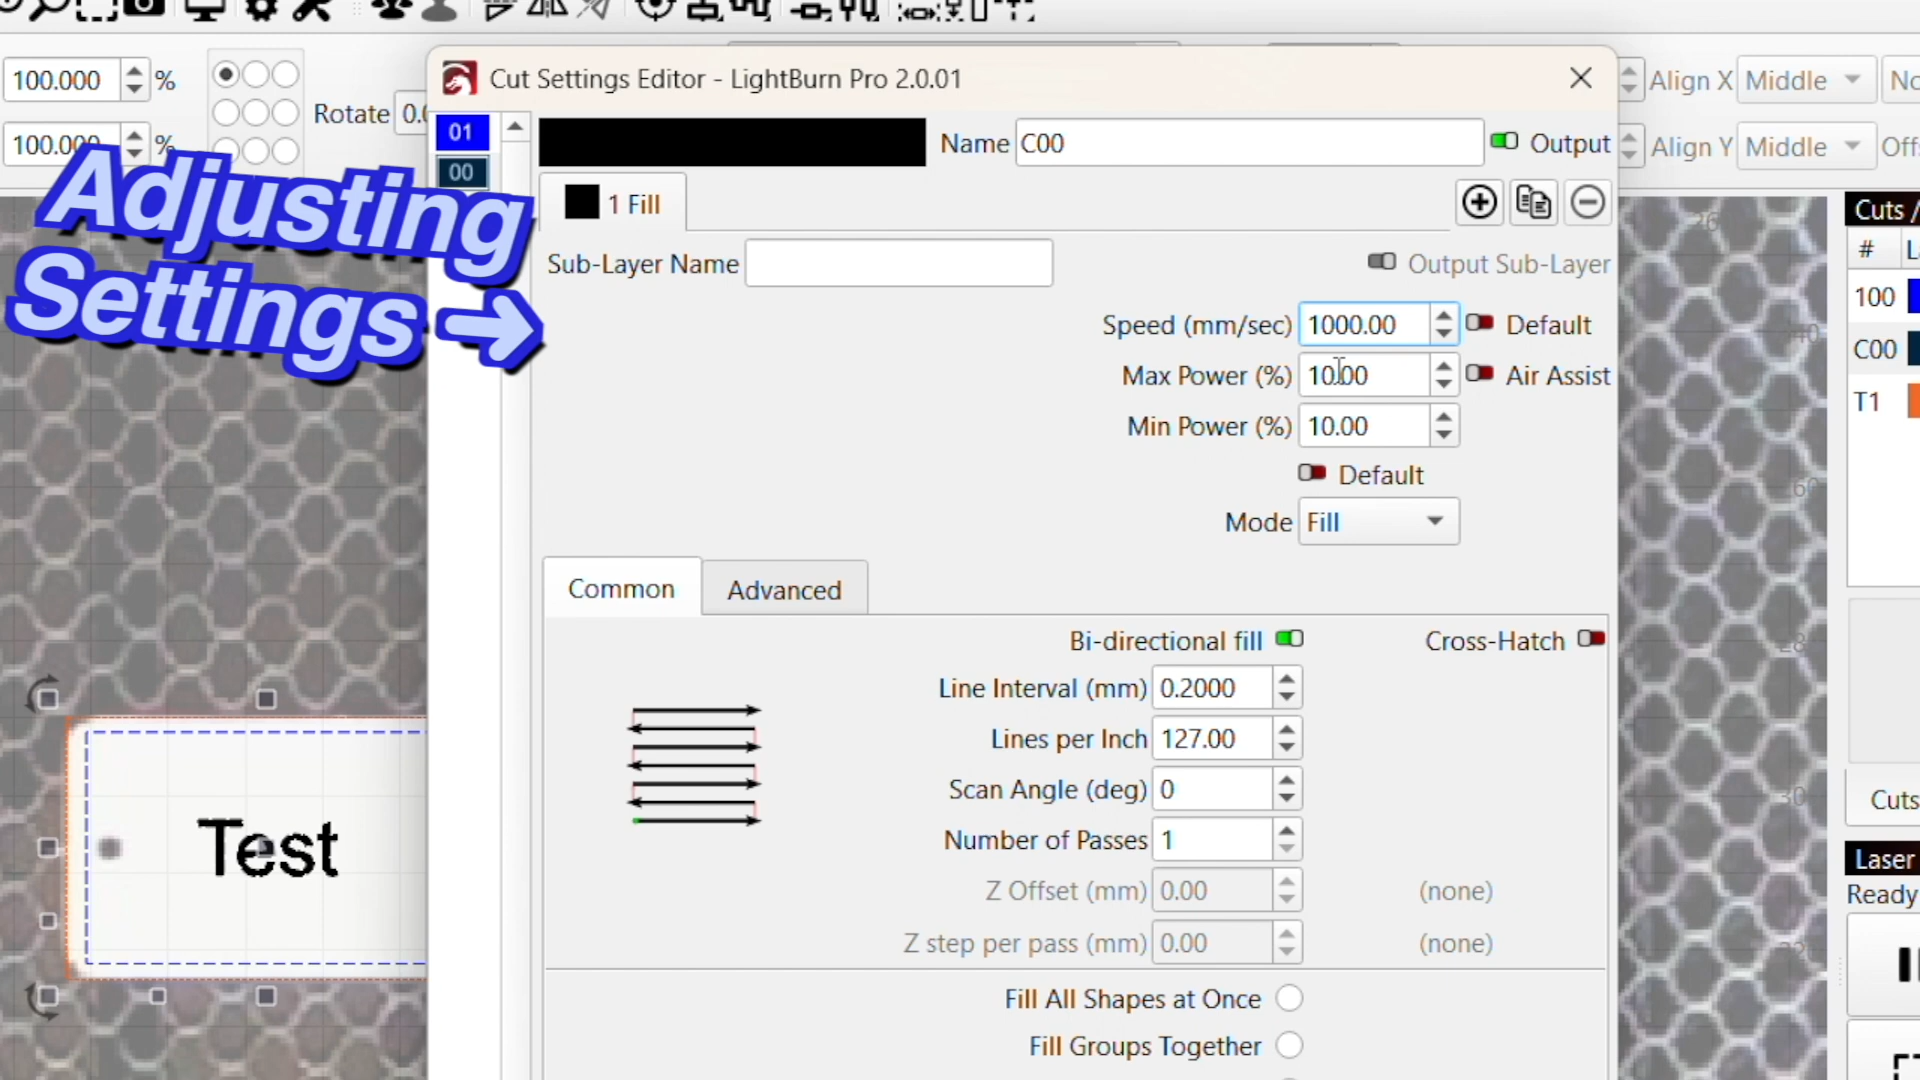 Cut Settings Editor - LightBurn Pro 2.0.01
100.000 %
100.00 %
Rotate 0.
Align X Middle No
Align Y Middle Offs
01
00
Name C00 Output
1 Fill
Sub-Layer Name
Output Sub-Layer
Adjusting
Settings →
Speed (mm/sec) 1000.00 Default
Max Power (%) 10.00 Air Assist
Min Power (%) 10.00
Default
Mode Fill
Common Advanced
Bi-directional fill Cross-Hatch
Line Interval (mm) 0.2000
Lines per Inch 127.00
Scan Angle (deg) 0
Number of Passes 1
Z Offset (mm) 0.00 (none)
Z step per pass (mm) 0.00 (none)
Fill All Shapes at Once
Fill Groups Together
Test
Cuts /
# L
100
C00
T1
Cuts
Laser
Ready